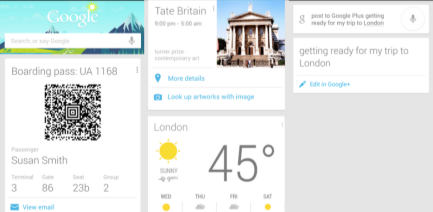 Google
Search, or say Google
Boarding pass: UA 1168
Passenger
Susan Smith
Terminal Gate Seat Group
3 86 23b 2
View email
Tate Britain
9:00 pm - 5:00 am
turner prize -
contemporary art
More details
Look up artworks with image
London
SUNNY
45°
WED THU FRI SAT
post to Google Plus getting
ready for my trip to London
getting ready for my trip to
London
Edit in Google+